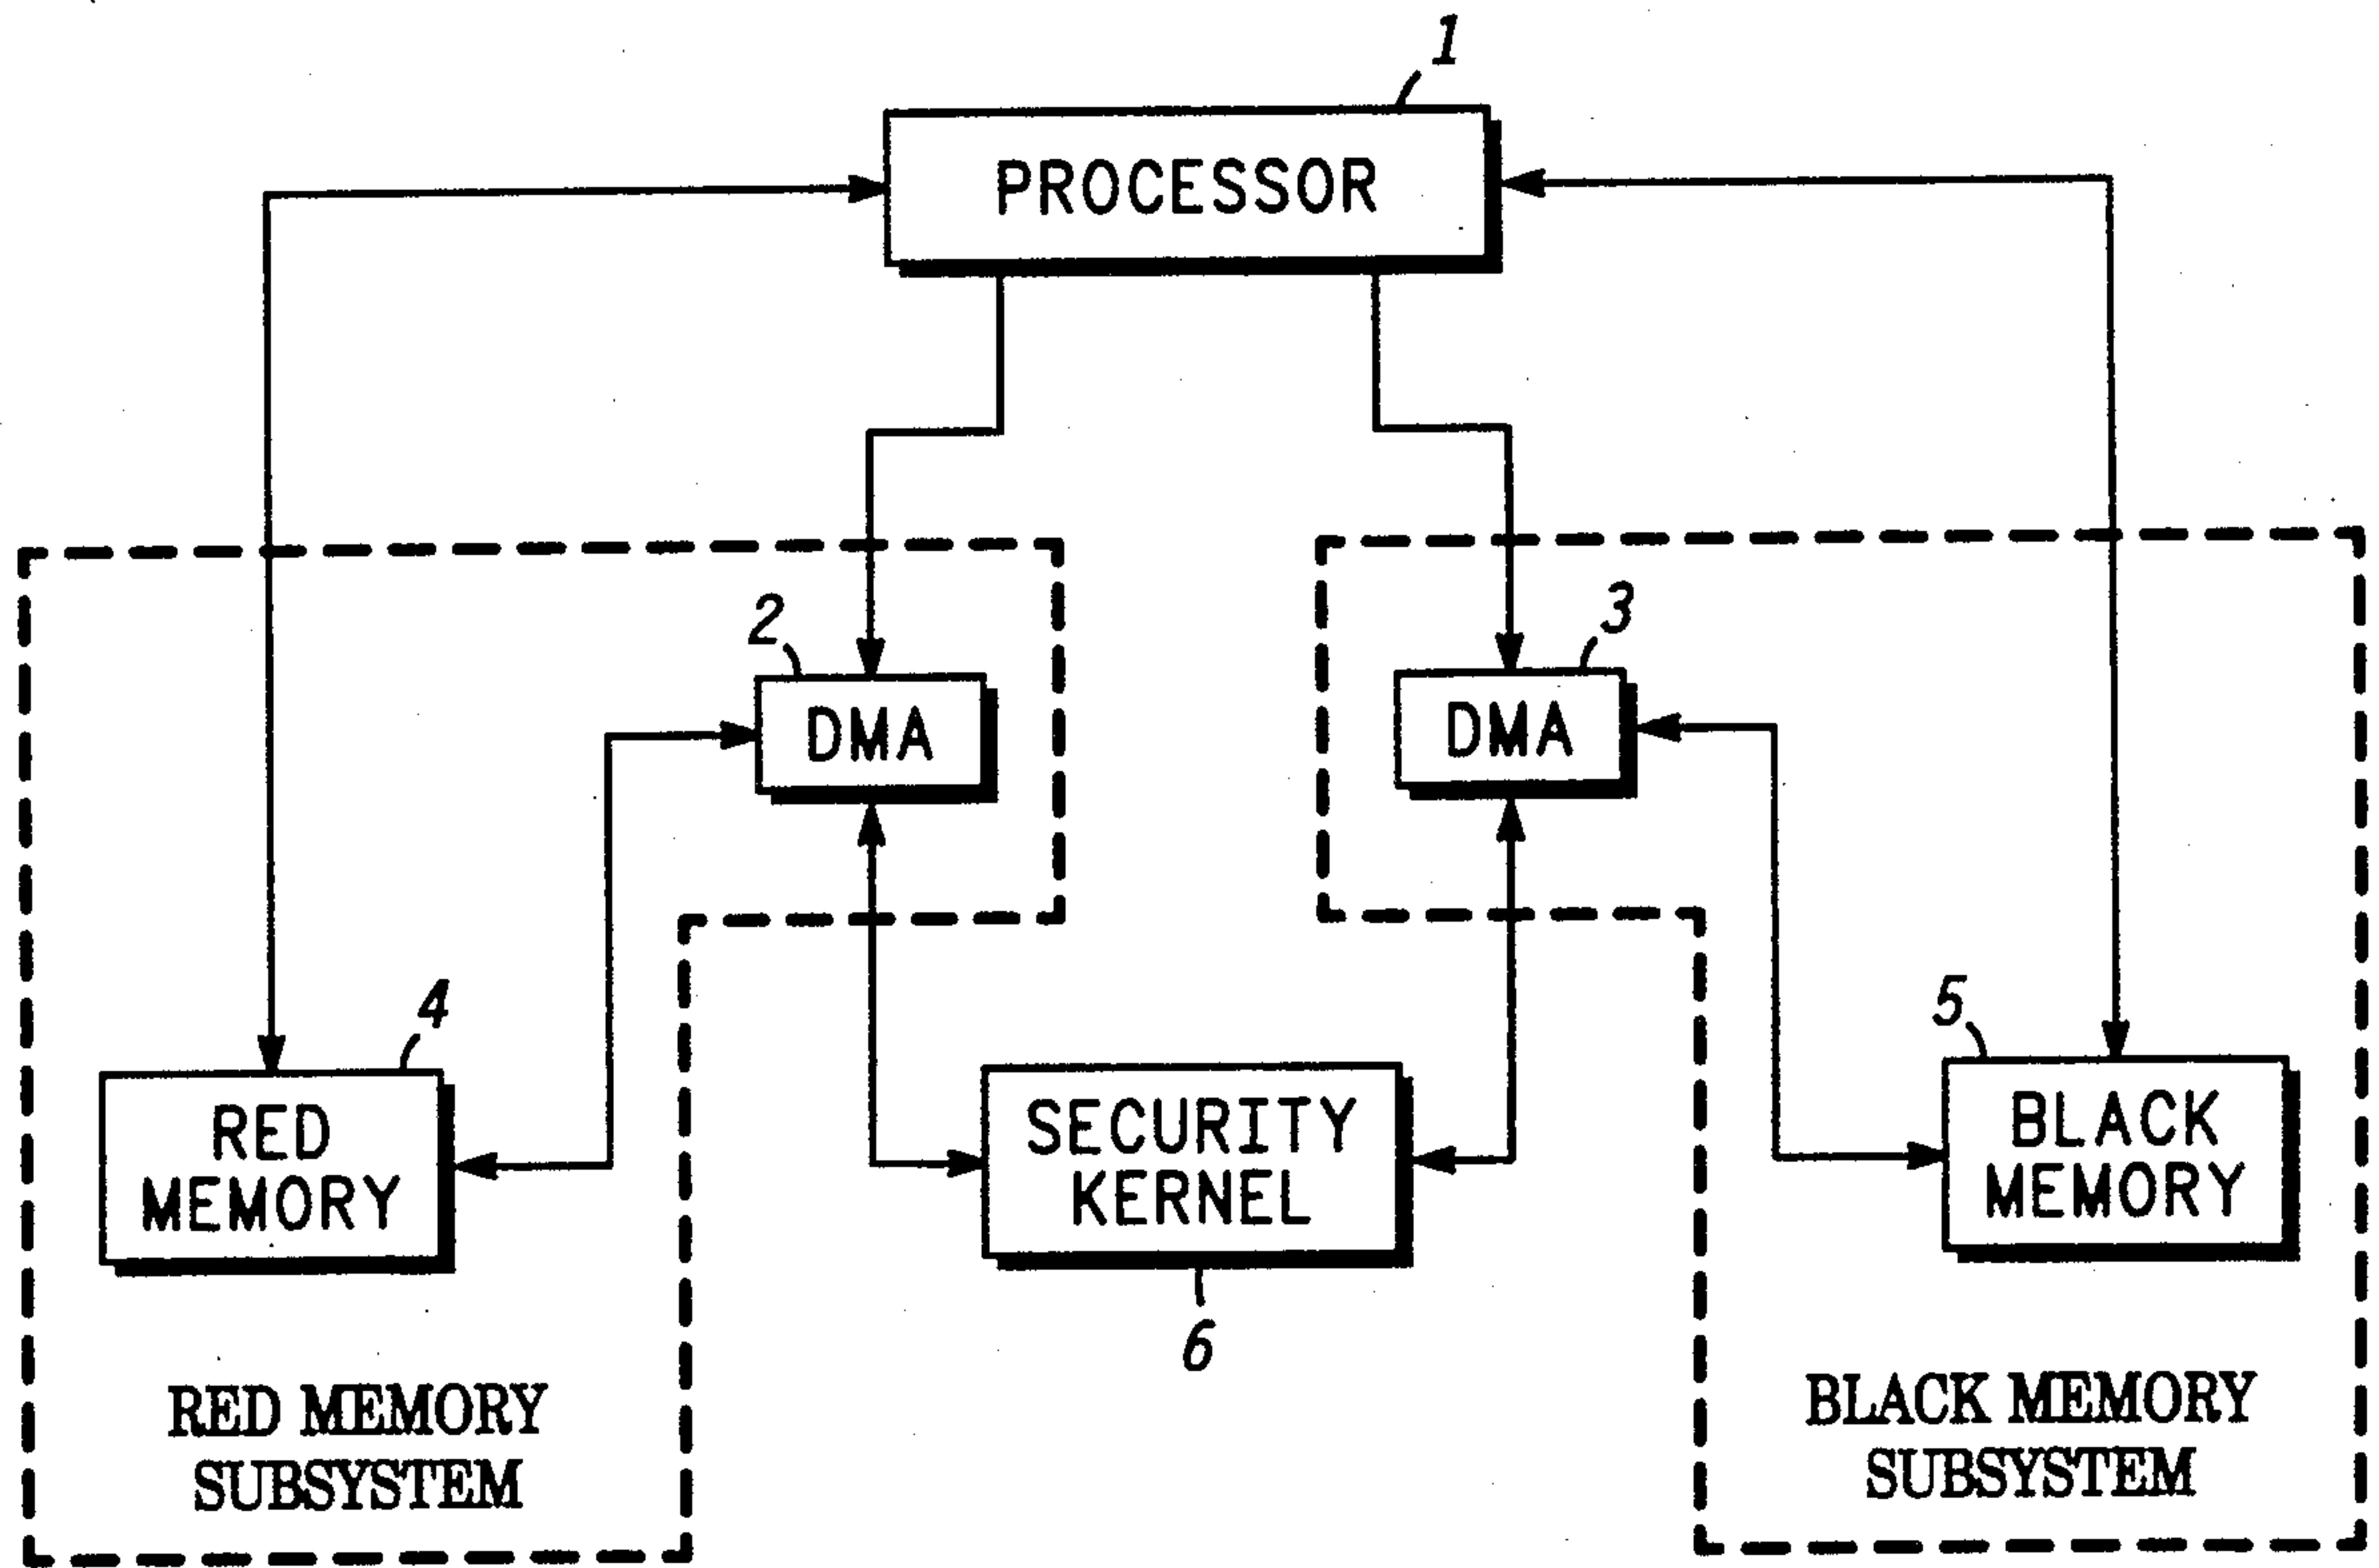 1
PROCESSOR
2
DMA
3
DMA
4
RED
MEMORY
SECURITY
KERNEL
6
5
BLACK
MEMORY
RED MEMORY
SUBSYSTEM
BLACK MEMORY
SUBSYSTEM